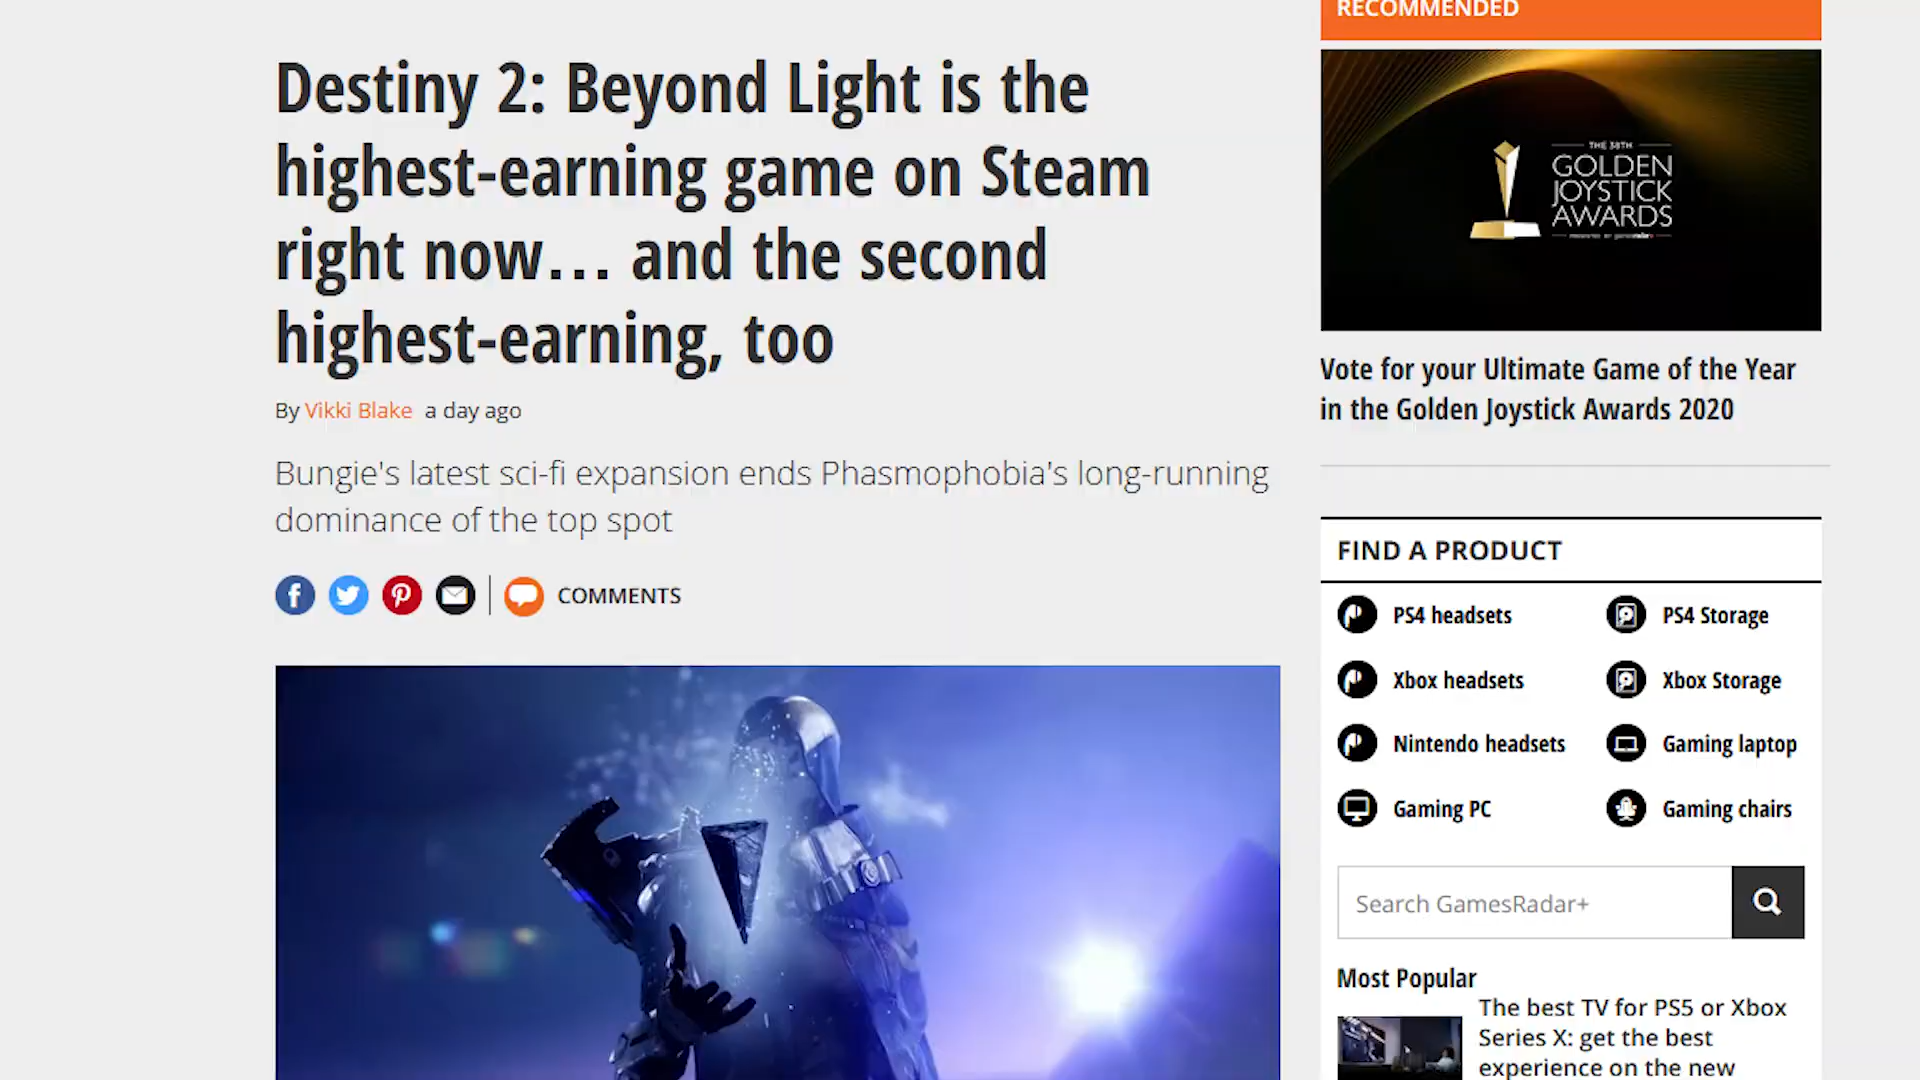 RECOMMENDED
Destiny 2: Beyond Light is the
highest-earning game on Steam
right now... and the second
highest-earning, too
By Vikki Blake a day ago
Bungie's latest sci-fi expansion ends Phasmophobia's long-running
dominance of the top spot
COMMENTS
THE 38TH
GOLDEN
JOYSTICK
AWARDS
Vote for your Ultimate Game of the Year
in the Golden Joystick Awards 2020
FIND A PRODUCT
PS4 headsets
PS4 Storage
Xbox headsets
Xbox Storage
Nintendo headsets
Gaming laptop
Gaming PC
Gaming chairs
Search GamesRadar+
Most Popular
The best TV for PS5 or Xbox
Series X: get the best
experience on the new